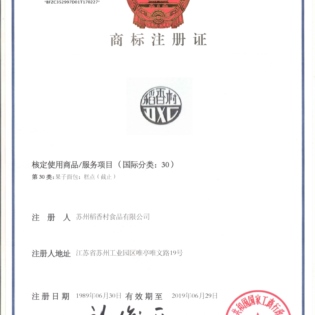 商标注册证
稻香村
DXC
核定使用商品/服务项目（国际分类：30）
第 30 类：果子面包；糕点（截止）
注 册 人 苏州稻香村食品有限公司
注册人地址 江苏省苏州工业园区唯亭唯文路19号
注册日期 1989年06月30日 有效期至 2019年06月29日